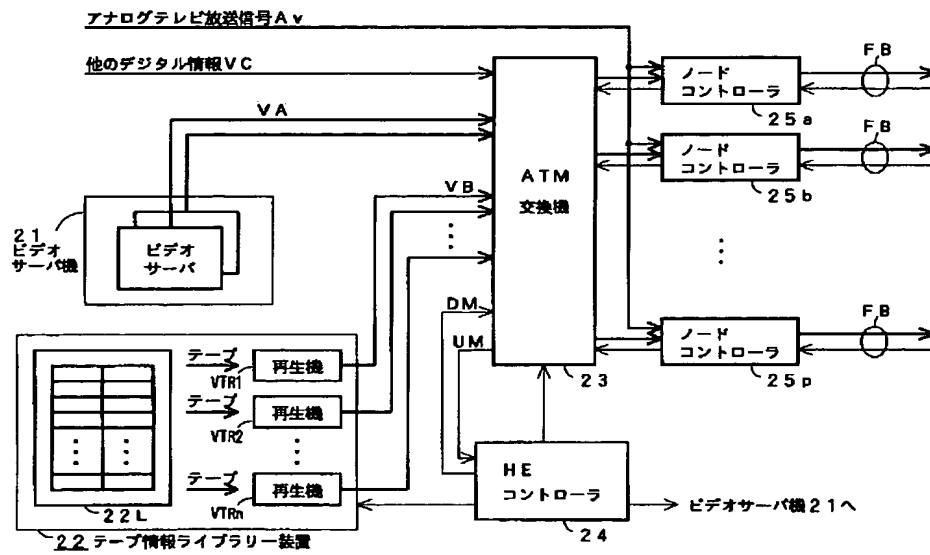 アナログテレビ放送信号Av
他のデジタル情報VC
VA
VB
DM
UM
21
ビデオ
サーバ機
ビデオ
サーバ
ATM
交換機
23
ノード
コントローラ
25a
FB
ノード
コントローラ
25b
FB
ノード
コントローラ
25p
FB
テープ
再生機
VTR1
テープ
再生機
VTR2
テープ
再生機
VTRn
22L
22 テープ情報ライブラリー装置
HE
コントローラ
24
ビデオサーバ機21へ